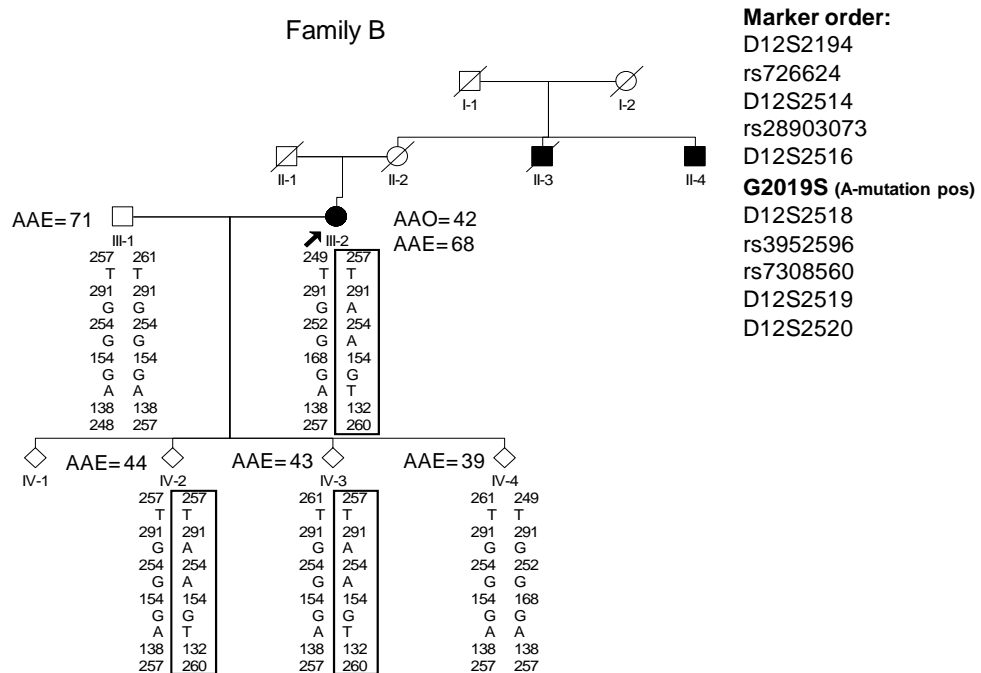 Family B
Marker order:
D12S2194
rs726624
D12S2514
rs28903073
D12S2516
G2019S (A-mutation pos)
D12S2518
rs3952596
rs7308560
D12S2519
D12S2520
I-1 I-2
II-1 II-2 II-3 II-4
AAE=71 AAO=42
AAE=68
III-1 III-2
257 261 249 257
T T T T
291 291 291 291
G G G A
254 254 252 254
G G G A
154 154 168 154
G G G G
A A A T
138 138 138 132
248 257 257 260
AAE=44 AAE=43 AAE=39
IV-1 IV-2 IV-3 IV-4
257 257 261 257 261 249
T T T T T T
291 291 291 291 291 291
G A G A G G
254 254 254 254 254 252
G A G A G G
154 154 154 154 154 168
G G G G G G
A T A T A A
138 132 138 132 138 138
257 260 257 260 257 257